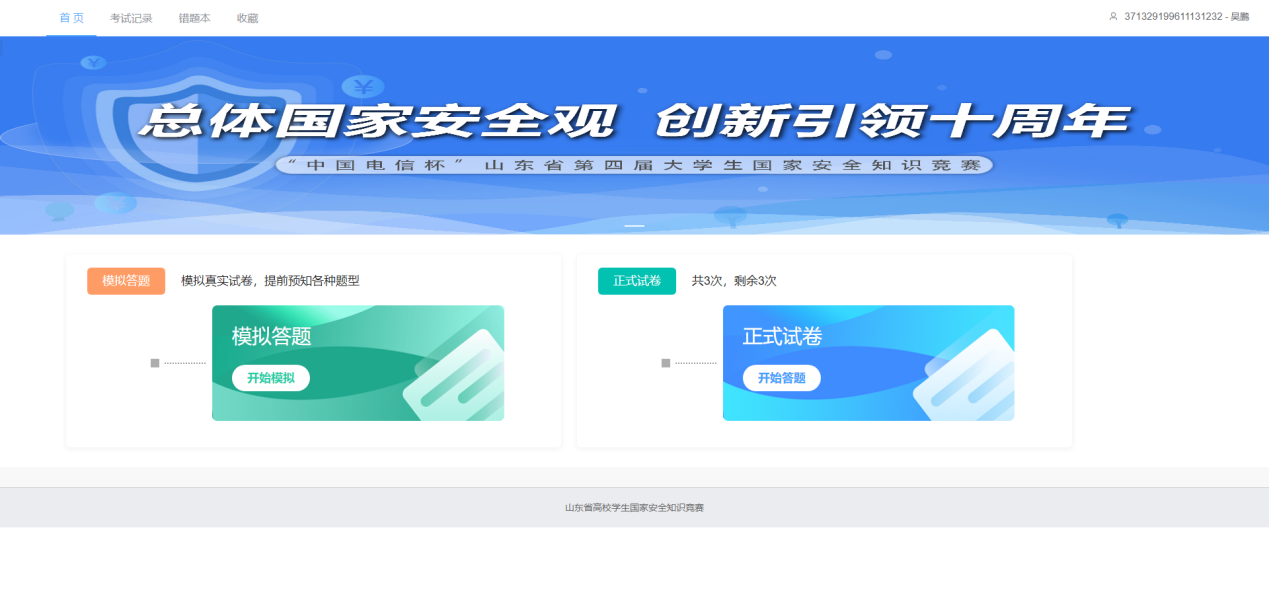 首页 考试记录 错题本 收藏 371329199611131232 - 吴鹏
总体国家安全观 创新引领十周年
“中国电信杯”山东省第四届大学生国家安全知识竞赛
模拟答题 模拟真实试卷，提前预知各种题型
模拟答题
开始模拟
正式试卷 共3次，剩余3次
正式试卷
开始答题
山东省高校学生国家安全知识竞赛